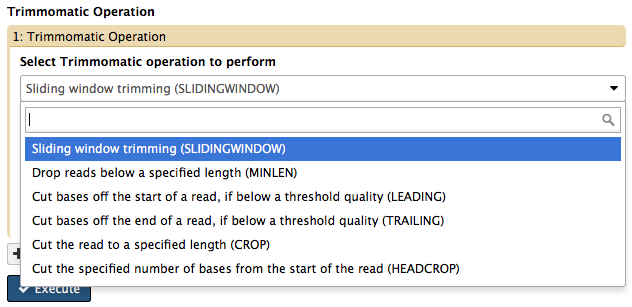 Trimmomatic Operation
1: Trimmomatic Operation
Select Trimmomatic operation to perform
Sliding window trimming (SLIDINGWINDOW)
Sliding window trimming (SLIDINGWINDOW)
Drop reads below a specified length (MINLEN)
Cut bases off the start of a read, if below a threshold quality (LEADING)
Cut bases off the end of a read, if below a threshold quality (TRAILING)
Cut the read to a specified length (CROP)
Cut the specified number of bases from the start of the read (HEADCROP)
Execute